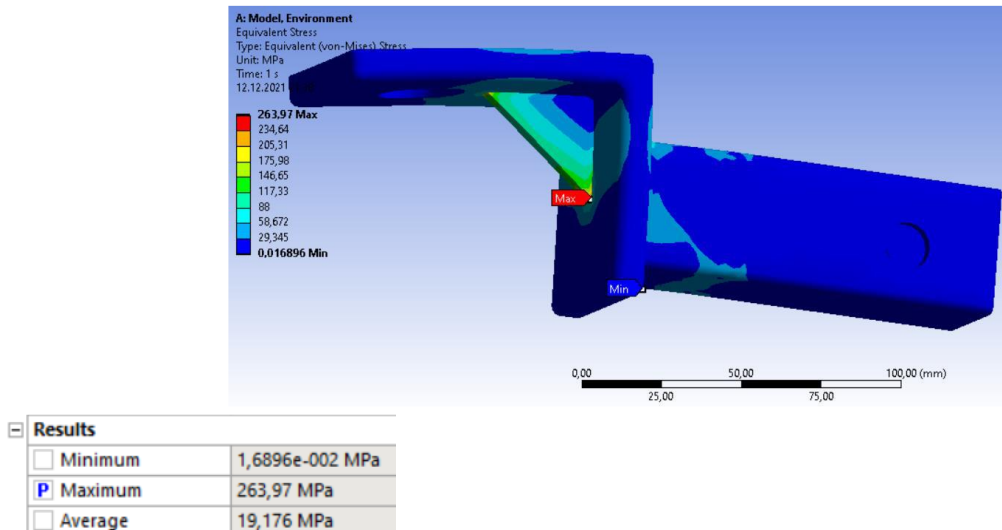 A: Model, Environment
Equivalent Stress
Type: Equivalent (von-Mises) Stress
Unit: MPa
Time: 1 s
12.12.2021
263,97 Max
234,64
205,31
175,98
146,65
117,33
88
58,672
29,345
0,016896 Min
Max
Min
0,00 50,00 100,00 (mm)
25,00 75,00
Results
Minimum 1,6896e-002 MPa
P Maximum 263,97 MPa
Average 19,176 MPa